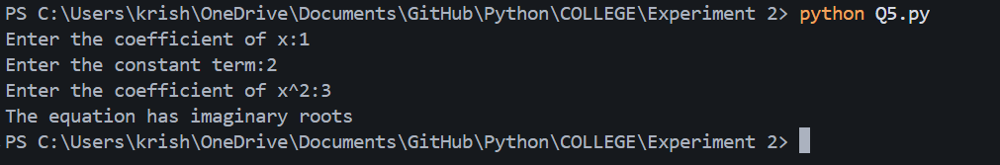 PS C:\Users\krish\OneDrive\Documents\GitHub\Python\COLLEGE\Experiment 2> python Q5.py
Enter the coefficient of x:1
Enter the constant term:2
Enter the coefficient of x^2:3
The equation has imaginary roots
PS C:\Users\krish\OneDrive\Documents\GitHub\Python\COLLEGE\Experiment 2>